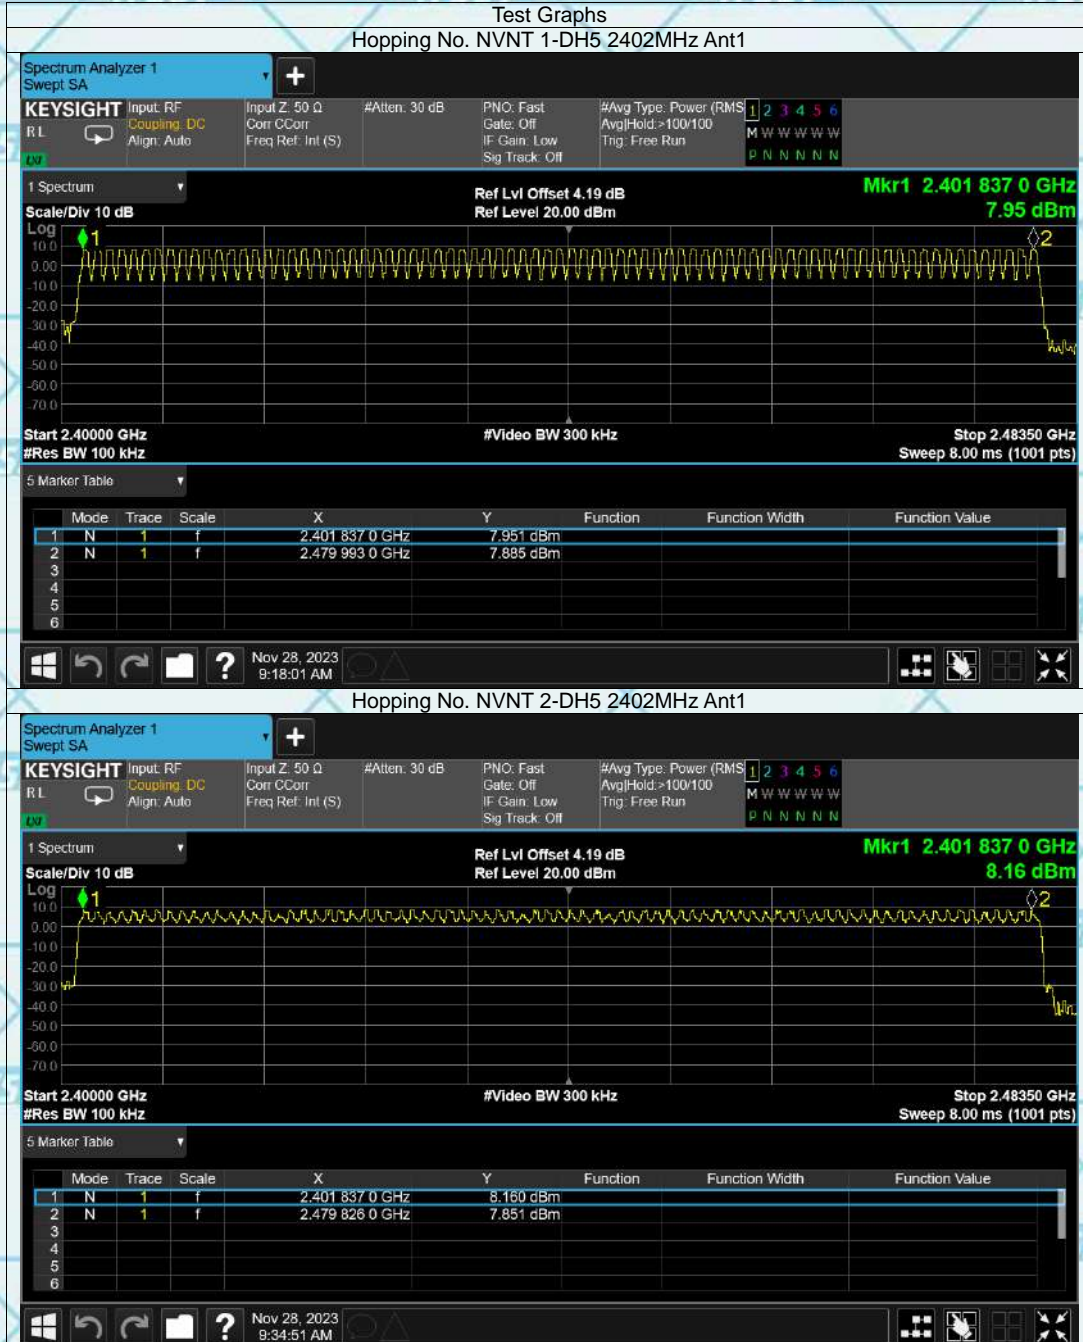 Test Graphs
Hopping No. NVNT 1-DH5 2402MHz Ant1
Spectrum Analyzer 1
Swept SA
+
KEYSIGHT Input: RF Input Z: 50 Ω #Atten: 30 dB PNO: Fast #Avg Type: Power (RMS 1 2 3 4 5 6
RL Coupling: DC Corr CCorr Gate: Off Avg|Hold:>100/100 M W W W W W
Align: Auto Freq Ref: Int (S) IF Gain: Low Trig: Free Run
LXI Sig Track: Off P N N N N N
1 Spectrum Ref Lvl Offset 4.19 dB Mkr1 2.401 837 0 GHz
Scale/Div 10 dB Ref Level 20.00 dBm 7.95 dBm
Log
1 2
10.0
0.00
-10.0
-20.0
-30.0
-40.0
-50.0
-60.0
-70.0
Start 2.40000 GHz #Video BW 300 kHz Stop 2.48350 GHz
#Res BW 100 kHz Sweep 8.00 ms (1001 pts)
5 Marker Table
Mode Trace Scale X Y Function Function Width Function Value
1 N 1 f 2.401 837 0 GHz 7.951 dBm
2 N 1 f 2.479 993 0 GHz 7.885 dBm
3
4
5
6
? Nov 28, 2023
9:18:01 AM
Hopping No. NVNT 2-DH5 2402MHz Ant1
Spectrum Analyzer 1
Swept SA
+
KEYSIGHT Input: RF Input Z: 50 Ω #Atten: 30 dB PNO: Fast #Avg Type: Power (RMS 1 2 3 4 5 6
RL Coupling: DC Corr CCorr Gate: Off Avg|Hold:>100/100 M W W W W W
Align: Auto Freq Ref: Int (S) IF Gain: Low Trig: Free Run
LXI Sig Track: Off P N N N N N
1 Spectrum Ref Lvl Offset 4.19 dB Mkr1 2.401 837 0 GHz
Scale/Div 10 dB Ref Level 20.00 dBm 8.16 dBm
Log
1 2
10.0
0.00
-10.0
-20.0
-30.0
-40.0
-50.0
-60.0
-70.0
Start 2.40000 GHz #Video BW 300 kHz Stop 2.48350 GHz
#Res BW 100 kHz Sweep 8.00 ms (1001 pts)
5 Marker Table
Mode Trace Scale X Y Function Function Width Function Value
1 N 1 f 2.401 837 0 GHz 8.160 dBm
2 N 1 f 2.479 826 0 GHz 7.851 dBm
3
4
5
6
? Nov 28, 2023
9:34:51 AM